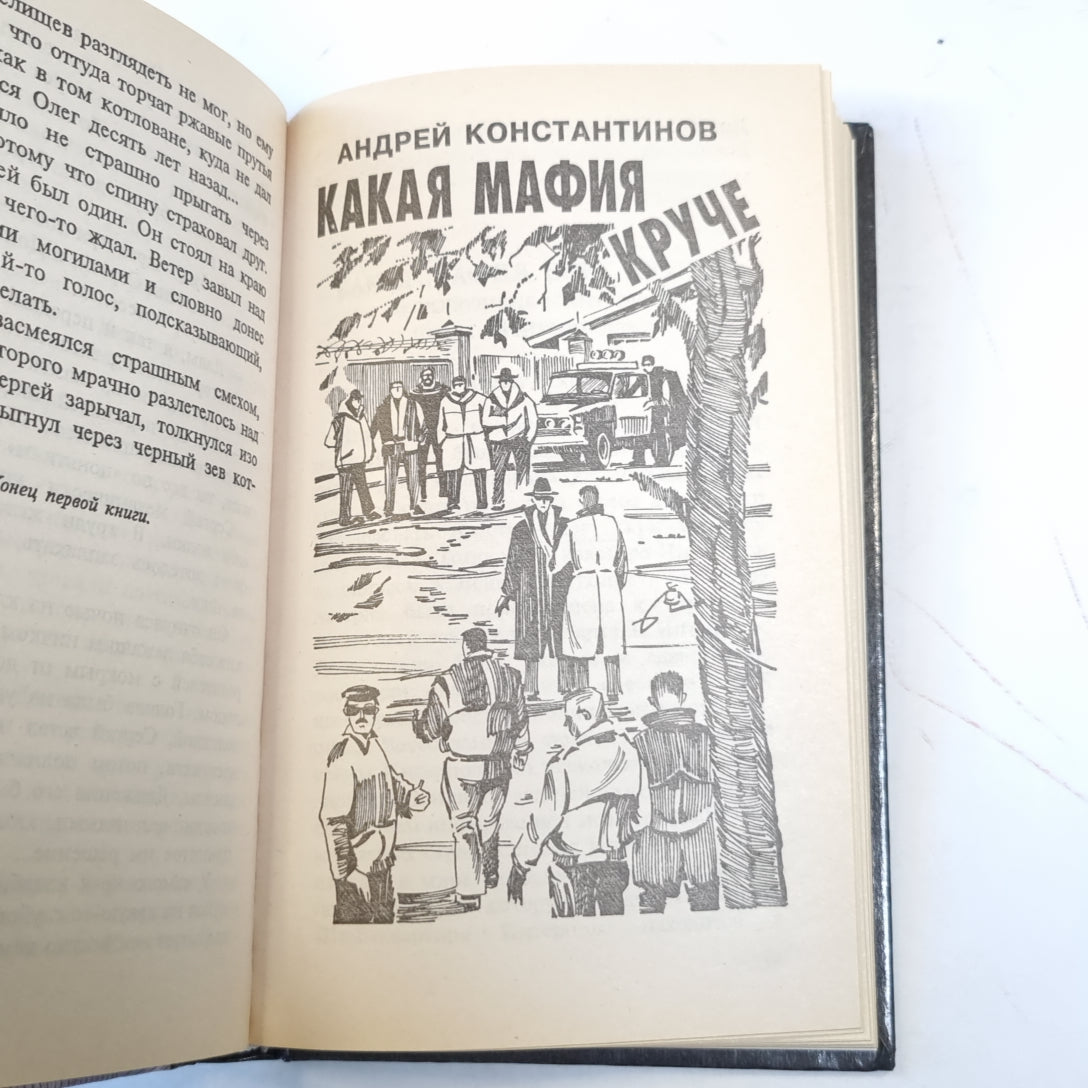 елищев разглядеть не мог, но ему
что оттуда торчат ржавые прутья
как в том котловане, куда не дал
ся Олег десять лет назад...
ло не страшно прыгать через
отому что спину страховал друг.
ей был один. Он стоял на краю
чего-то ждал. Ветер завыл над
ми могилами и словно донес
й-то голос, подсказывающий,
елать.
засмеялся страшным смехом,
оторого мрачно разлетелось над
ергей зарычал, толкнулся изо
ыгнул через черный зев кот-
Конец первой книги.
АНДРЕЙ КОНСТАНТИНОВ
КАКАЯ МАФИЯ
КРУЧЕ